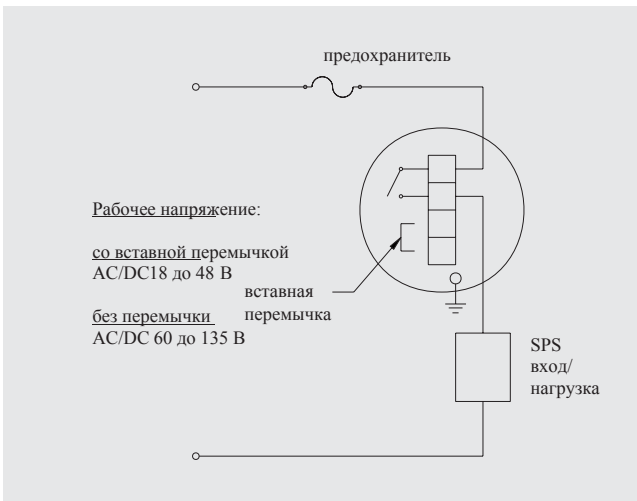 предохранитель
Рабочее напряжение:
со вставной перемычкой
AC/DC18 до 48 В
вставная
перемычка
без перемычки
AC/DC 60 до 135 В
SPS
вход/
нагрузка